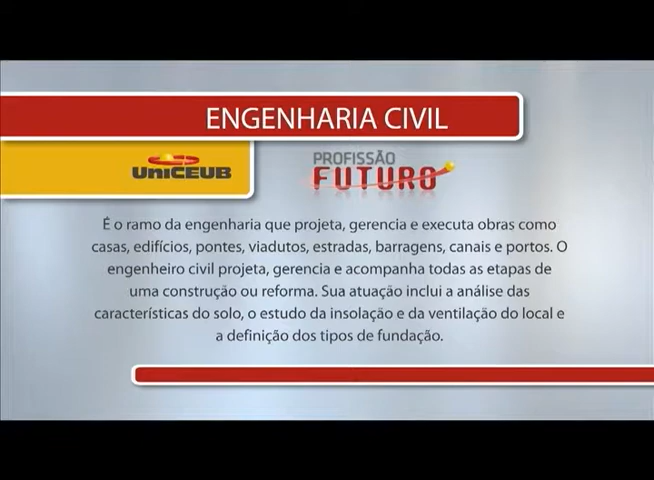 ENGENHARIA CIVIL
UniCEUB
PROFISSÃO
FUTURO
É o ramo da engenharia que projeta, gerencia e executa obras como
casas, edifícios, pontes, viadutos, estradas, barragens, canais e portos. O
engenheiro civil projeta, gerencia e acompanha todas as etapas de
uma construção ou reforma. Sua atuação inclui a análise das
características do solo, o estudo da insolação e da ventilação do local e
a definição dos tipos de fundação.